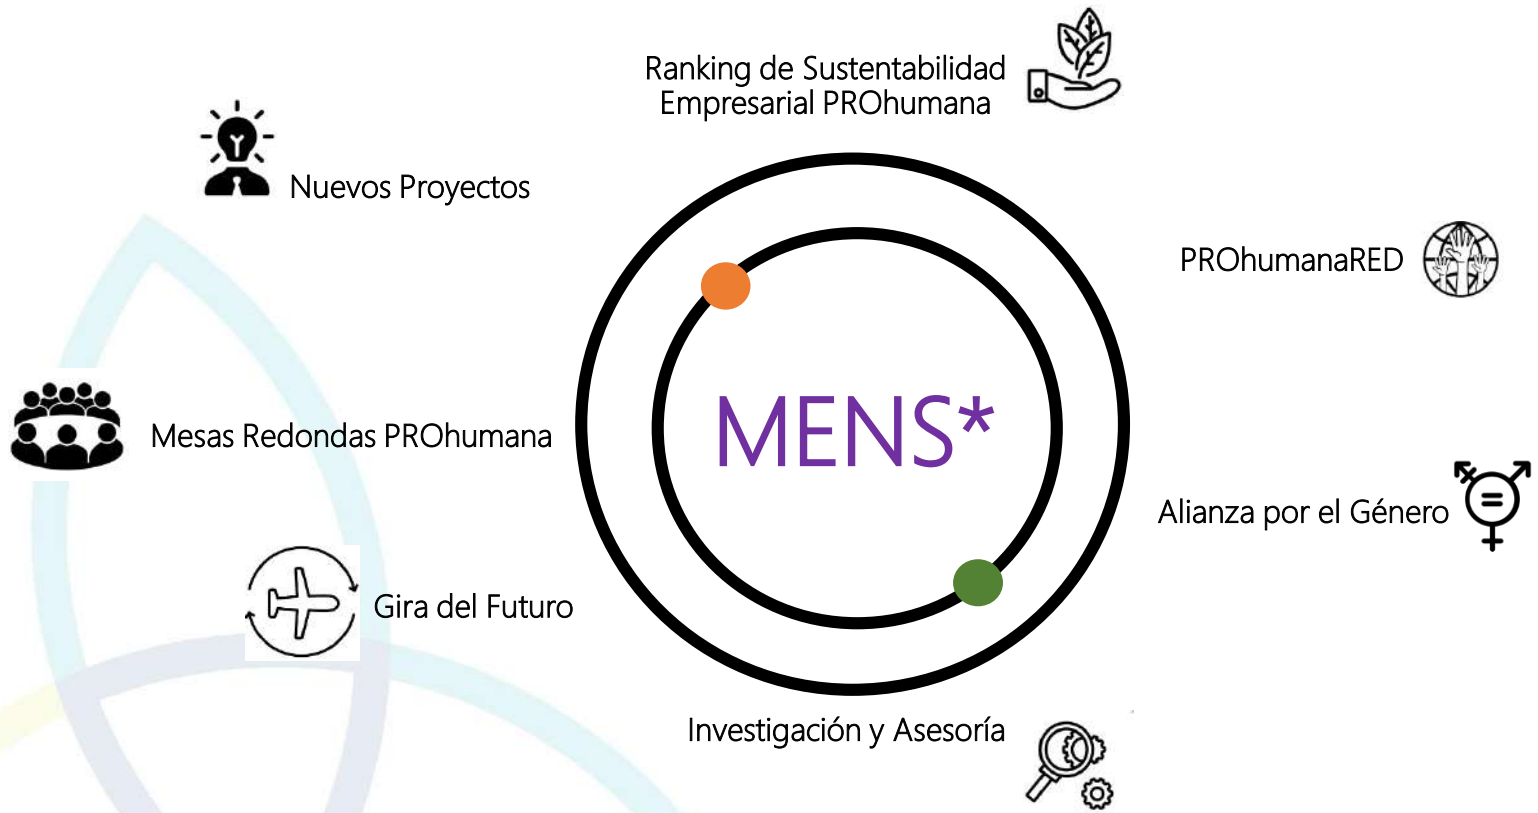 Ranking de Sustentabilidad
Empresarial PROhumana
Nuevos Proyectos
PROhumanaRED
MENS*
Mesas Redondas PROhumana
Alianza por el Género
Gira del Futuro
Investigación y Asesoría